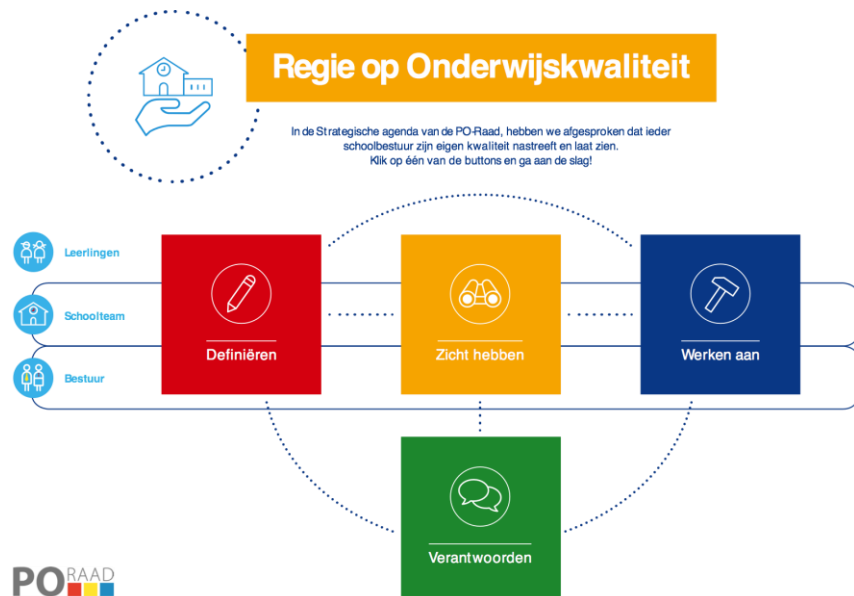 Regie op Onderwijskwaliteit
In de Strategische agenda van de PO-Raad, hebben we afgesproken dat ieder
schoolbestuur zijn eigen kwaliteit nastreeft en laat zien.
Klik op één van de buttons en ga aan de slag!
Leerlingen
Schoolteam
Bestuur
Definiëren
Zicht hebben
Werken aan
Verantwoorden
PO RAAD